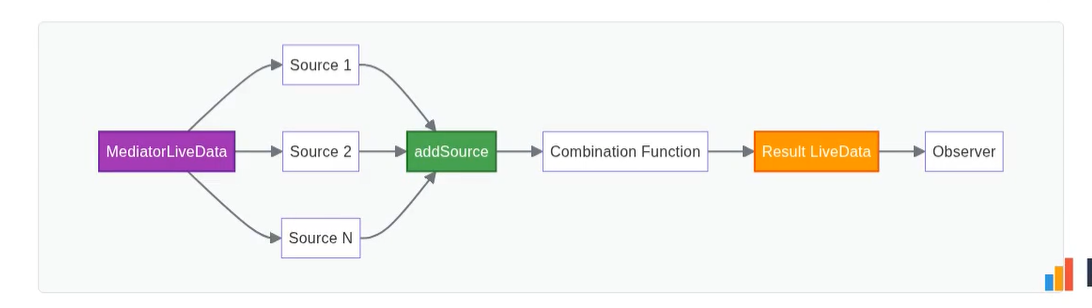 Source 1
MediatorLiveData
Source 2
addSource
Combination Function
Result LiveData
Observer
Source N